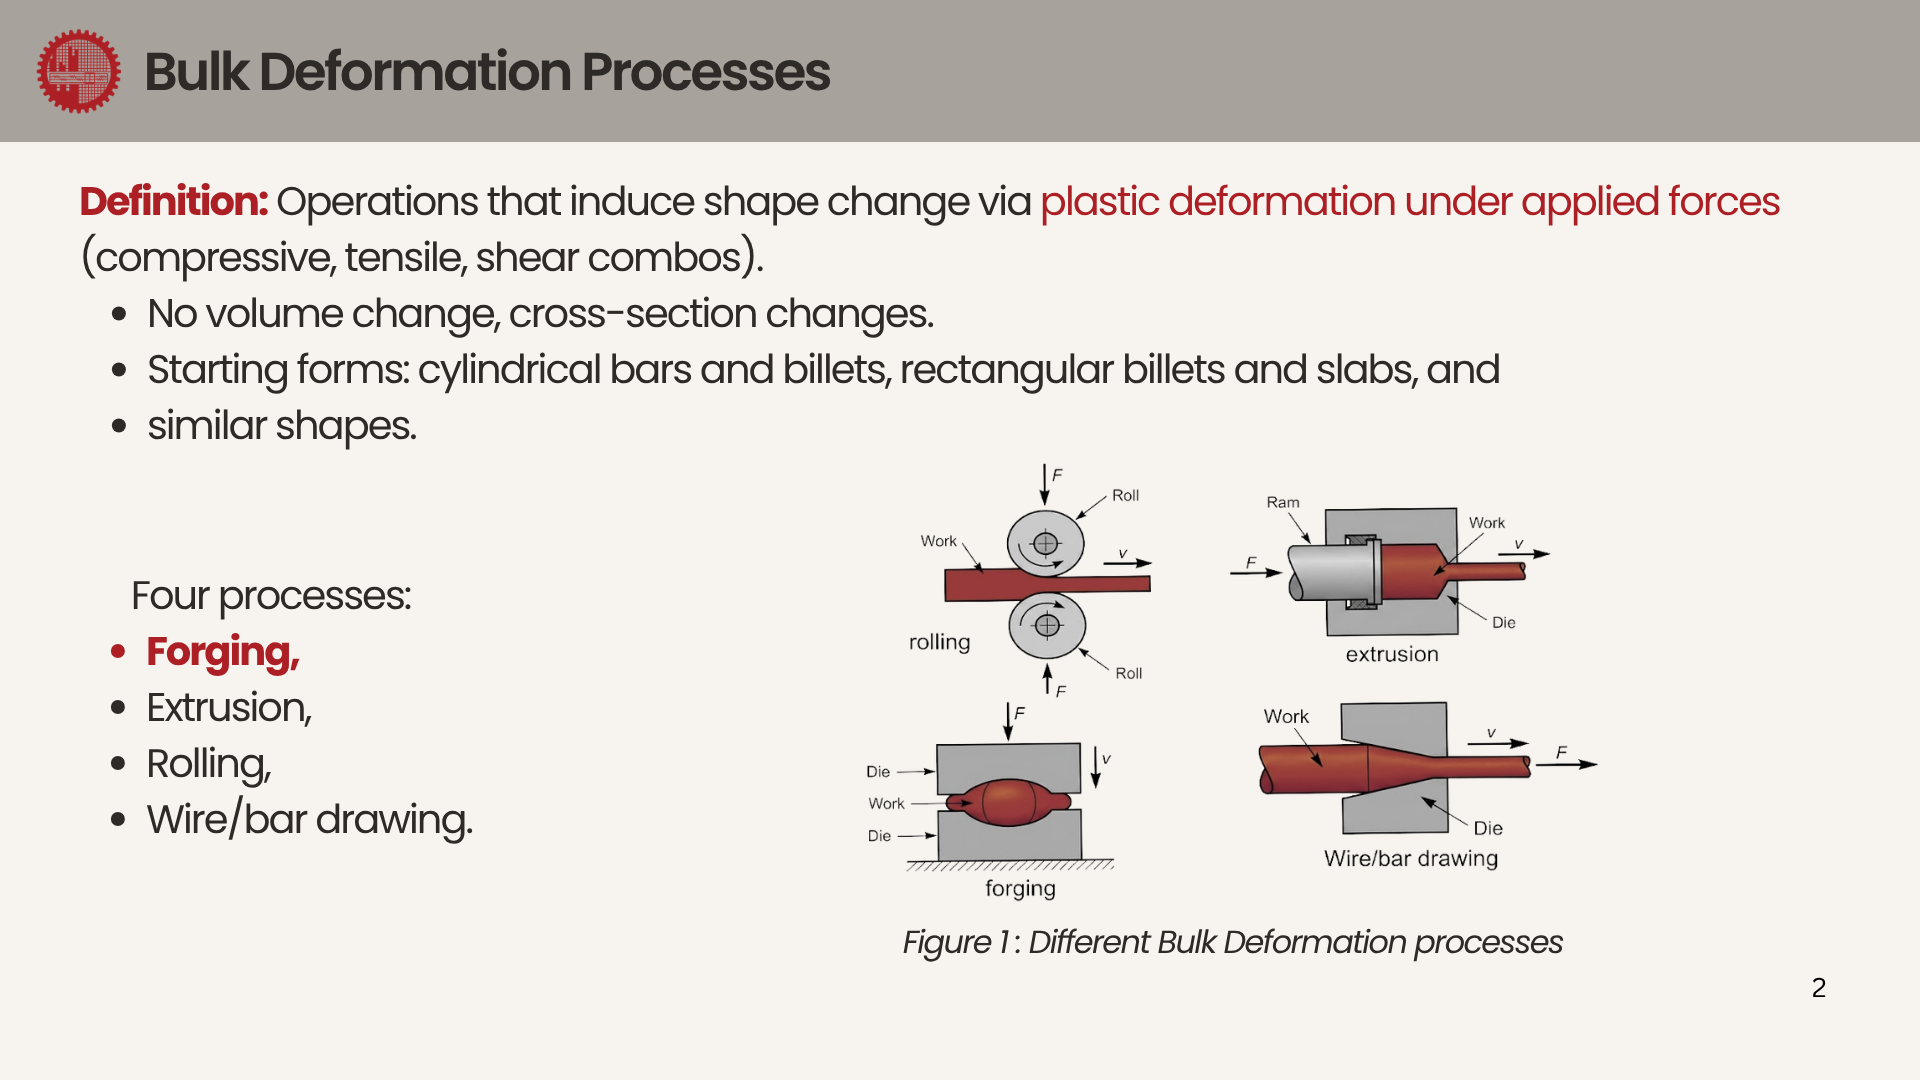 Bulk Deformation Processes
Definition: Operations that induce shape change via plastic deformation under applied forces
(compressive, tensile, shear combos).
• No volume change, cross-section changes.
• Starting forms: cylindrical bars and billets, rectangular billets and slabs, and
• similar shapes.
Four processes:
• Forging,
• Extrusion,
• Rolling,
• Wire/bar drawing.
F
Roll
Work
v
rolling
Roll
F
Ram
Work
v
F
Die
extrusion
F
v
Die
Work
Die
forging
Work
v
F
Die
Wire/bar drawing
Figure 1 : Different Bulk Deformation processes
2